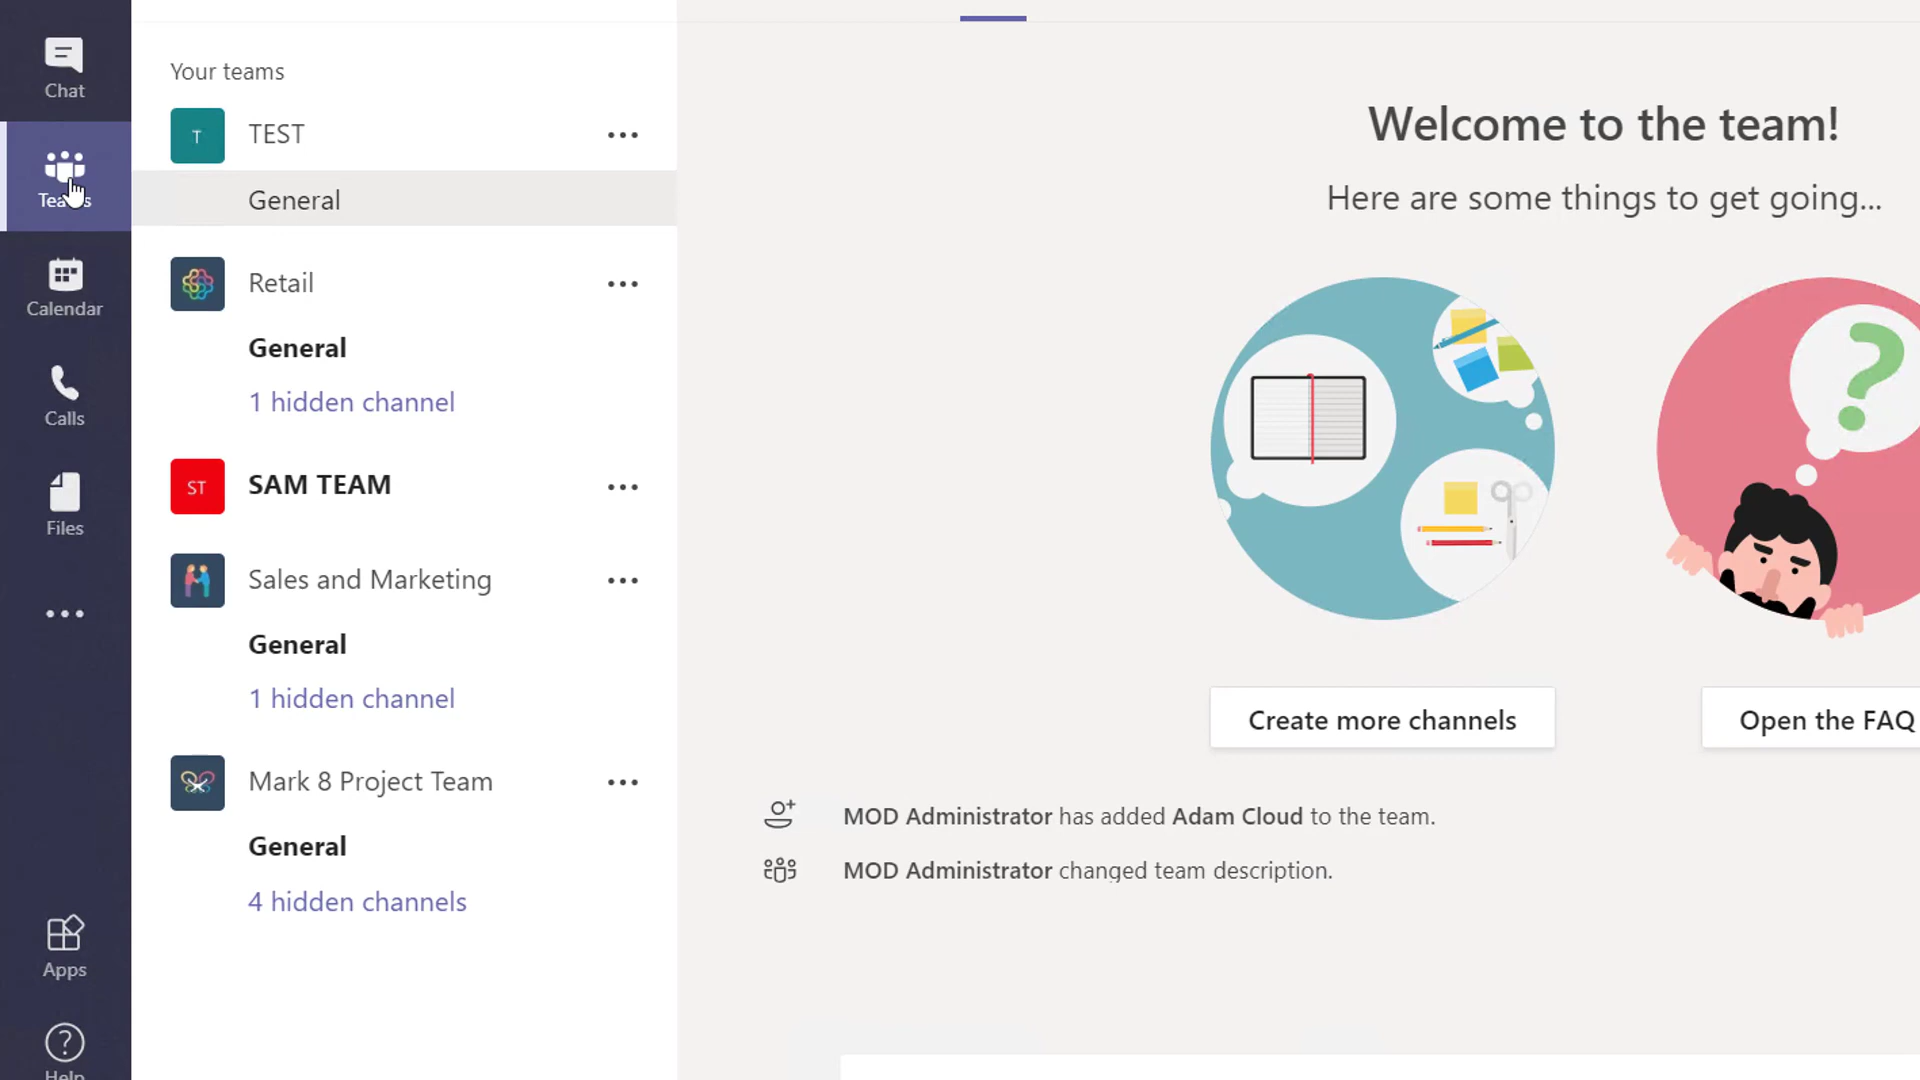 Chat
Teams
Calendar
Calls
Files
Apps
Help
Your teams
T
TEST
General
Retail
General
1 hidden channel
ST
SAM TEAM
Sales and Marketing
General
1 hidden channel
Mark 8 Project Team
General
4 hidden channels
Welcome to the team!
Here are some things to get going...
Create more channels
Open the FAQ
MOD Administrator has added Adam Cloud to the team.
MOD Administrator changed team description.